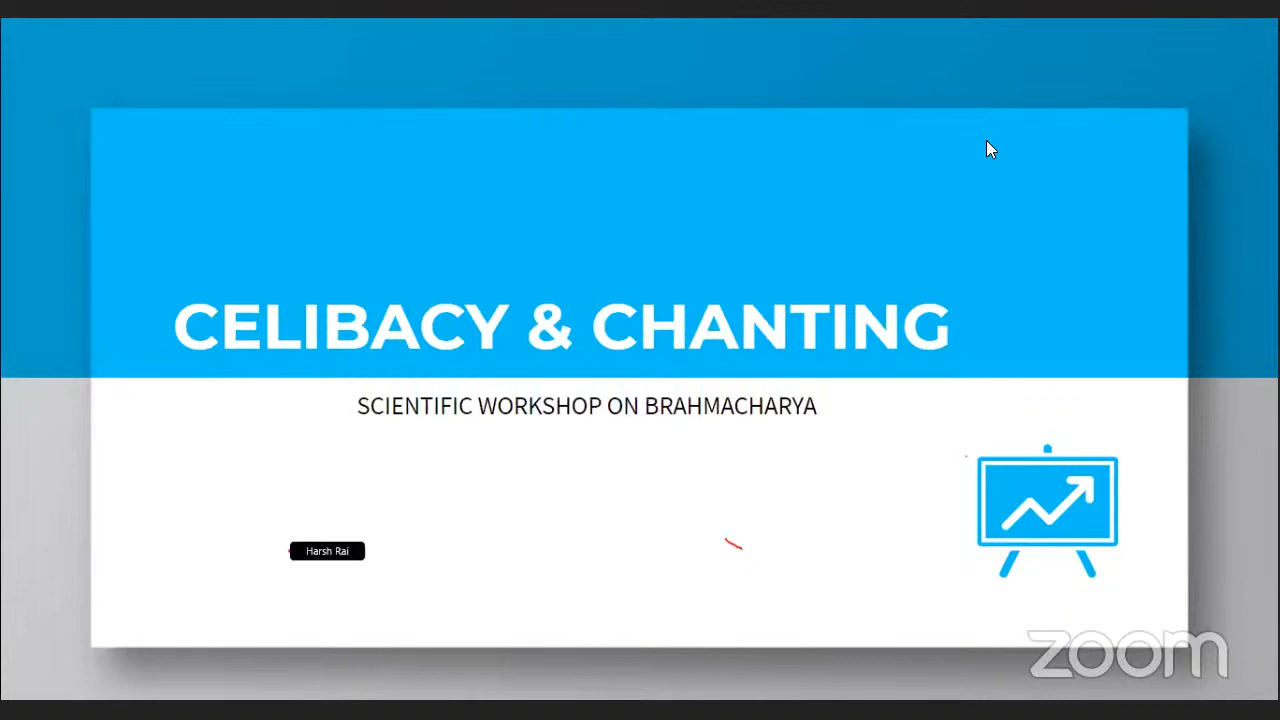 CELIBACY & CHANTING
SCIENTIFIC WORKSHOP ON BRAHMACHARYA
Harsh Rai
zoom